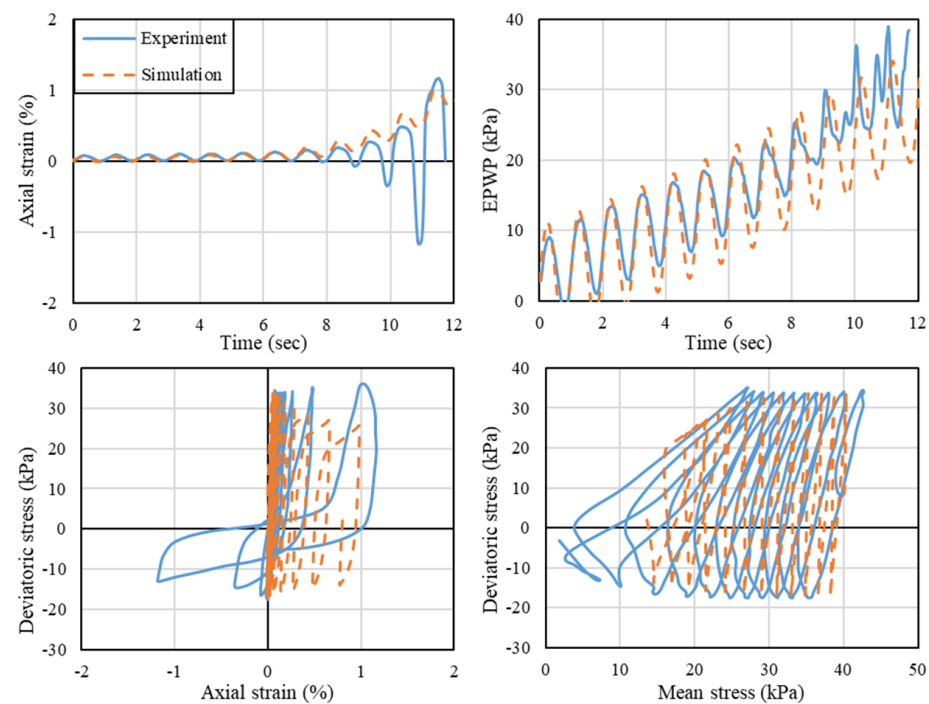 2
1
0
-1
-2
Axial strain (%)
Experiment
Simulation
0 2 4 6 8 10 12
Time (sec)
40
30
20
10
0
EPWP (kPa)
0 2 4 6 8 10 12
Time (sec)
40
30
20
10
0
-10
-20
-30
Deviatoric stress (kPa)
-2 -1 0 1 2
Axial strain (%)
40
30
20
10
0
-10
-20
-30
Deviatoric stress (kPa)
0 10 20 30 40 50
Mean stress (kPa)